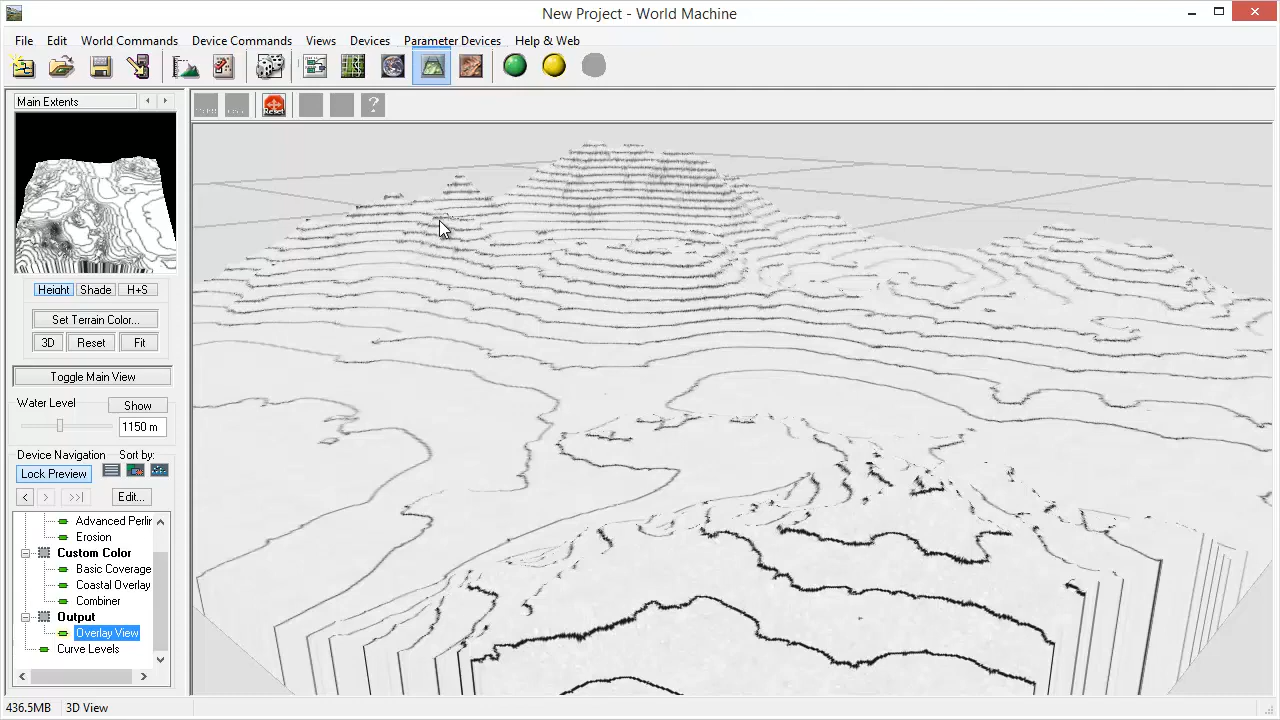 New Project - World Machine
File Edit World Commands Device Commands Views Devices Parameter Devices Help & Web
Main Extents
Reset
?
Height Shade H+S
Set Terrain Color...
3D Reset Fit
Toggle Main View
Water Level Show
1150 m
Device Navigation Sort by:
Lock Preview
Edit...
Advanced Perlin
Erosion
Custom Color
Basic Coverage
Coastal Overlay
Combiner
Output
Overlay View
Curve Levels
436.5MB 3D View